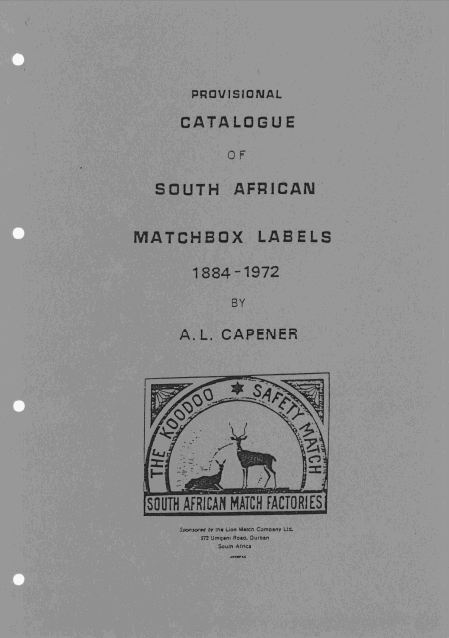 PROVISIONAL
CATALOGUE
OF
SOUTH AFRICAN
MATCHBOX LABELS
1884-1972
BY
A.L. CAPENER
THE KOODOO SAFETY MATCH
SOUTH AFRICAN MATCH FACTORIES
Sponsored by the Lion Match Company Ltd.
Umgeni Road, Durban
South Africa